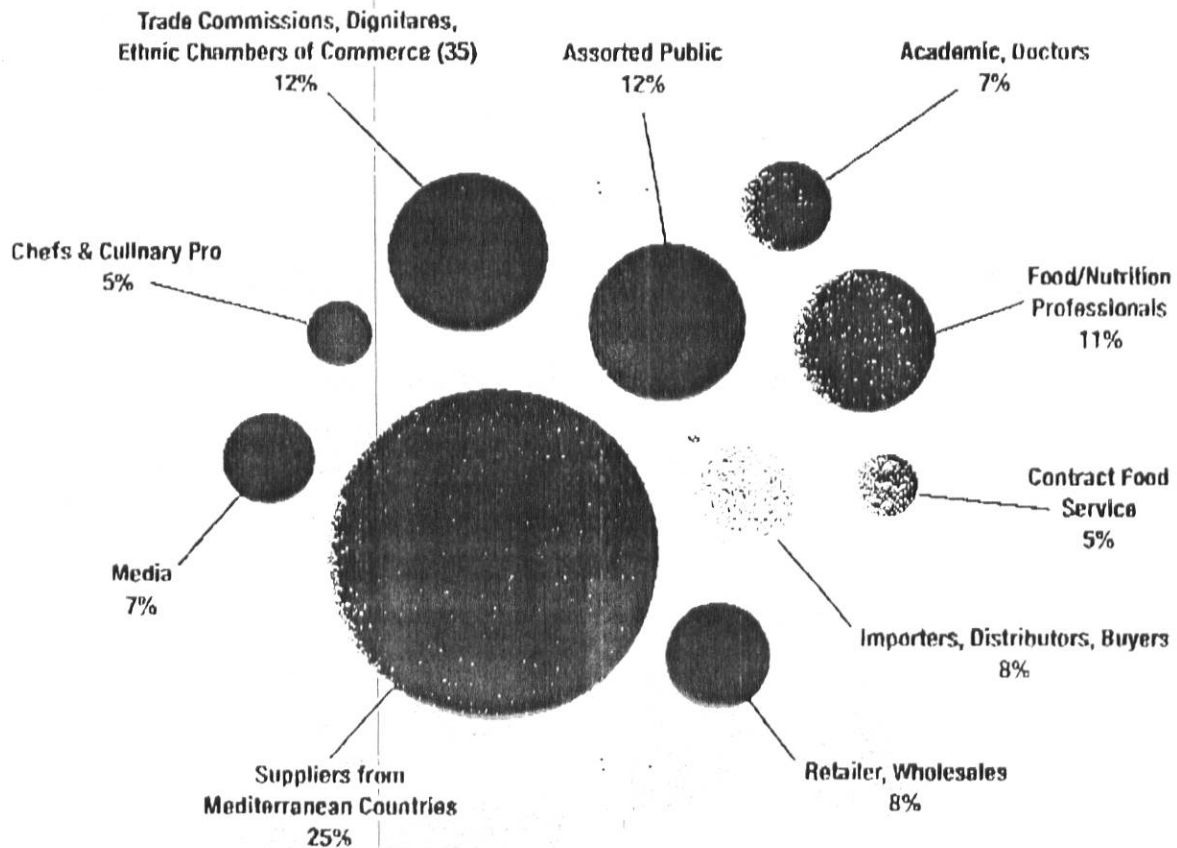 Trade Commissions, Dignitares,
Ethnic Chambers of Commerce (35)
12%
Assorted Public
12%
Academic, Doctors
7%
Chefs & Cullnary Pro
5%
Food/Nutrition
Professionals
11%
Contract Food
Service
5%
Media
7%
Importers, Distributors, Buyers
8%
Suppliers from
Mediterranean Countries
25%
Retailer, Wholesales
8%